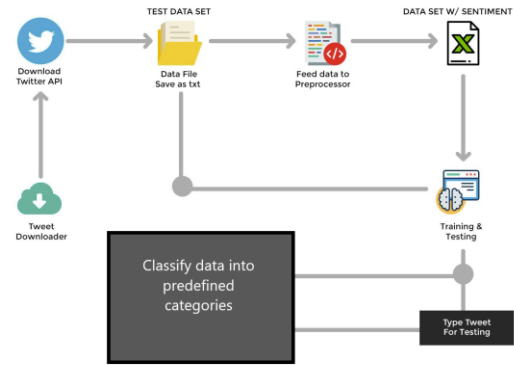 TEST DATA SET
DATA SET W/ SENTIMENT
Download
Twitter API
Data File
Save as txt
Feed data to
Preprocessor
X
</>
Tweet
Downloader
Training &
Testing
Classify data into
predefined
categories
Type Tweet
For Testing